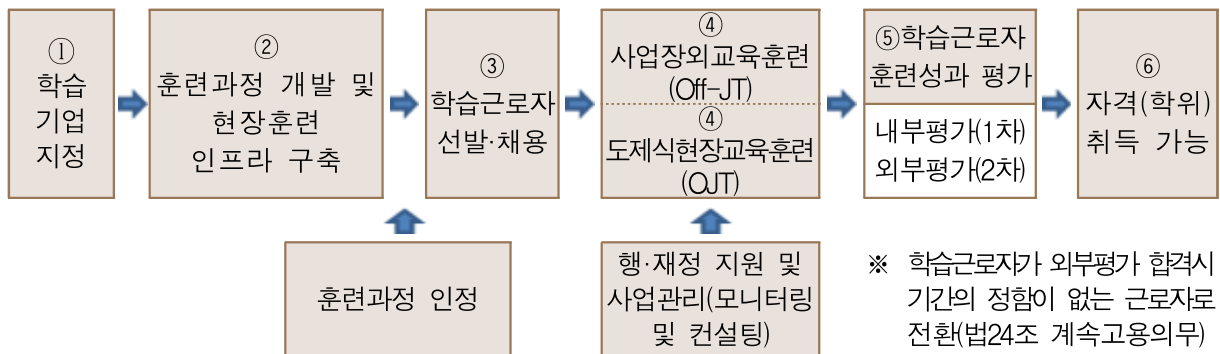 ①
학습
기업
지정
②
훈련과정 개발 및
현장훈련
인프라 구축
③
학습근로자
선발·채용
④
사업장외교육훈련
(Off-JT)
④
도제식현장교육훈련
(OJT)
⑤학습근로자
훈련성과 평가
내부평가(1차)
외부평가(2차)
⑥
자격(학위)
취득 가능
훈련과정 인정
행·재정 지원 및
사업관리(모니터링
및 컨설팅)
※ 학습근로자가 외부평가 합격시
기간의 정함이 없는 근로자로
전환(법24조 계속고용의무)